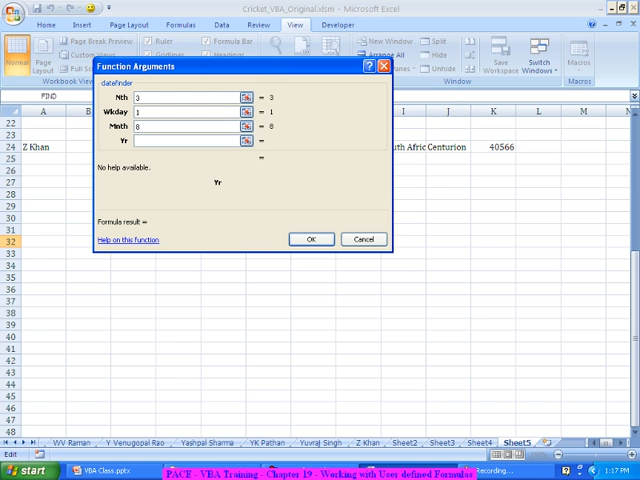 Cricket_VBA_Original.xlsm - Microsoft Excel
Home Insert Page Layout Formulas Data Review View Developer
Normal
Page Layout
Page Break Preview
Custom Views
Full Sc
Workbook View
Ruler
Gridlines
Formula Bar
Headings
New Window
Arrange All
Split
Hide
Unhide
Save Workspace
Switch Windows
Window
Macros
Macros
FIND
A I J K L M N
22
23
24 Z Khan uth Afric Centurion 40566
25
26
27
28
29
30
31
32
33
34
35
36
37
38
39
40
41
42
43
44
45
46
47
48
Function Arguments
datefinder
Nth 3 = 3
Wkday 1 = 1
Mnth 8 = 8
Yr =
=
No help available.
Yr
Formula result =
Help on this function
OK Cancel
WV Raman Y Venugopal Rao Yashpal Sharma YK Pathan Yuvraj Singh Z Khan Sheet2 Sheet3 Sheet4 Sheet5
Edit
start VBA Class.pptx Recording... 1:17 PM
PACE - VBA Training - Chapter 19 - Working with User defined Formulas